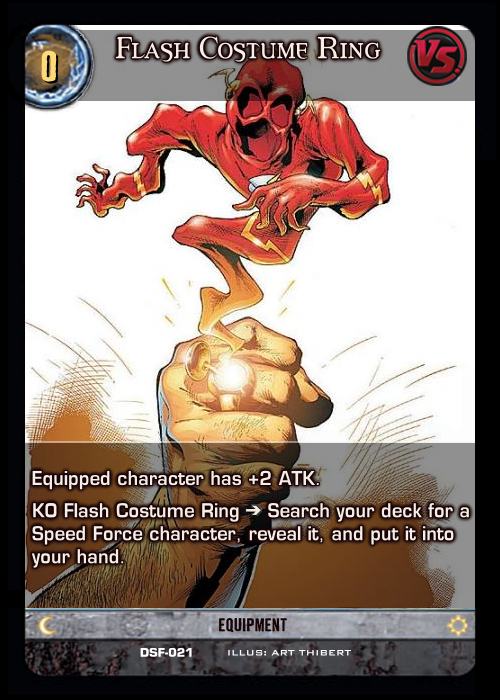 0
Flash Costume Ring
VS.
Equipped character has +2 ATK.
KO Flash Costume Ring ➔ Search your deck for a
Speed Force character, reveal it, and put it into
your hand.
EQUIPMENT
DSF-021 ILLUS: ART THIBERT